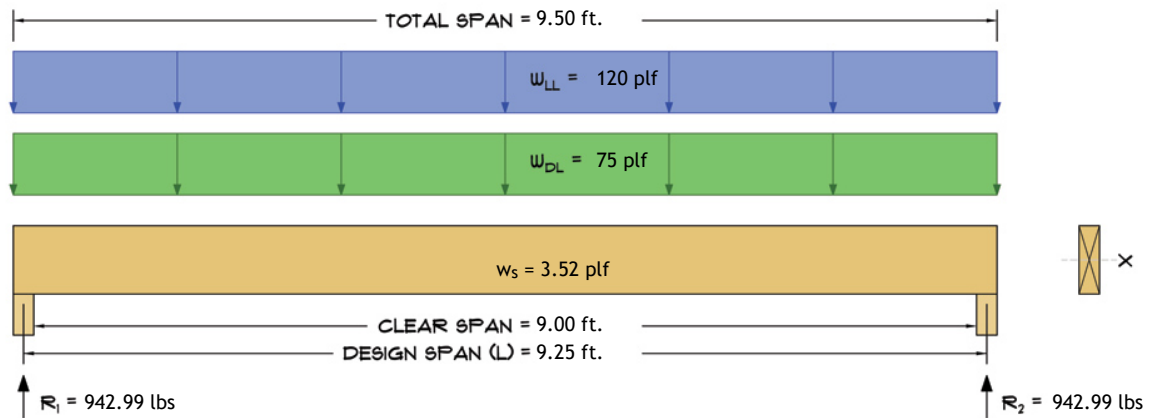 TOTAL SPAN = 9.50 ft.
WLL = 120 plf
WDL = 75 plf
ws = 3.52 plf
X
CLEAR SPAN = 9.00 ft.
DESIGN SPAN (L) = 9.25 ft.
R1 = 942.99 lbs
R2 = 942.99 lbs